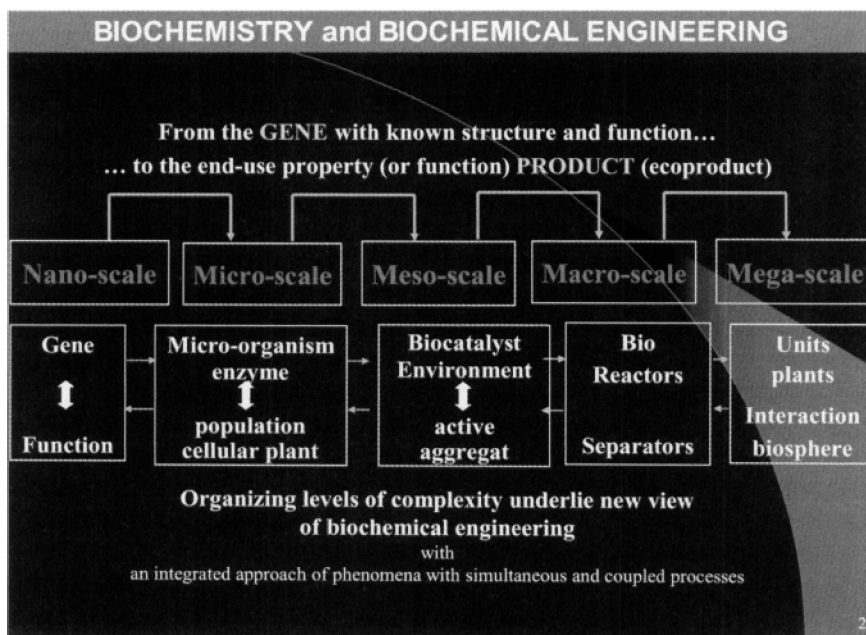 BIOCHEMISTRY and BIOCHEMICAL ENGINEERING
From the GENE with known structure and function…
… to the end-use property (or function) PRODUCT (ecoproduct)
Nano-scale
Micro-scale
Meso-scale
Macro-scale
Mega-scale
Gene
Function
Micro-organism
enzyme
population
cellular plant
Biocatalyst
Environment
active
aggregat
Bio
Reactors
Separators
Units
plants
Interaction
biosphere
Organizing levels of complexity underlie new view
of biochemical engineering
with
an integrated approach of phenomena with simultaneous and coupled processes
2